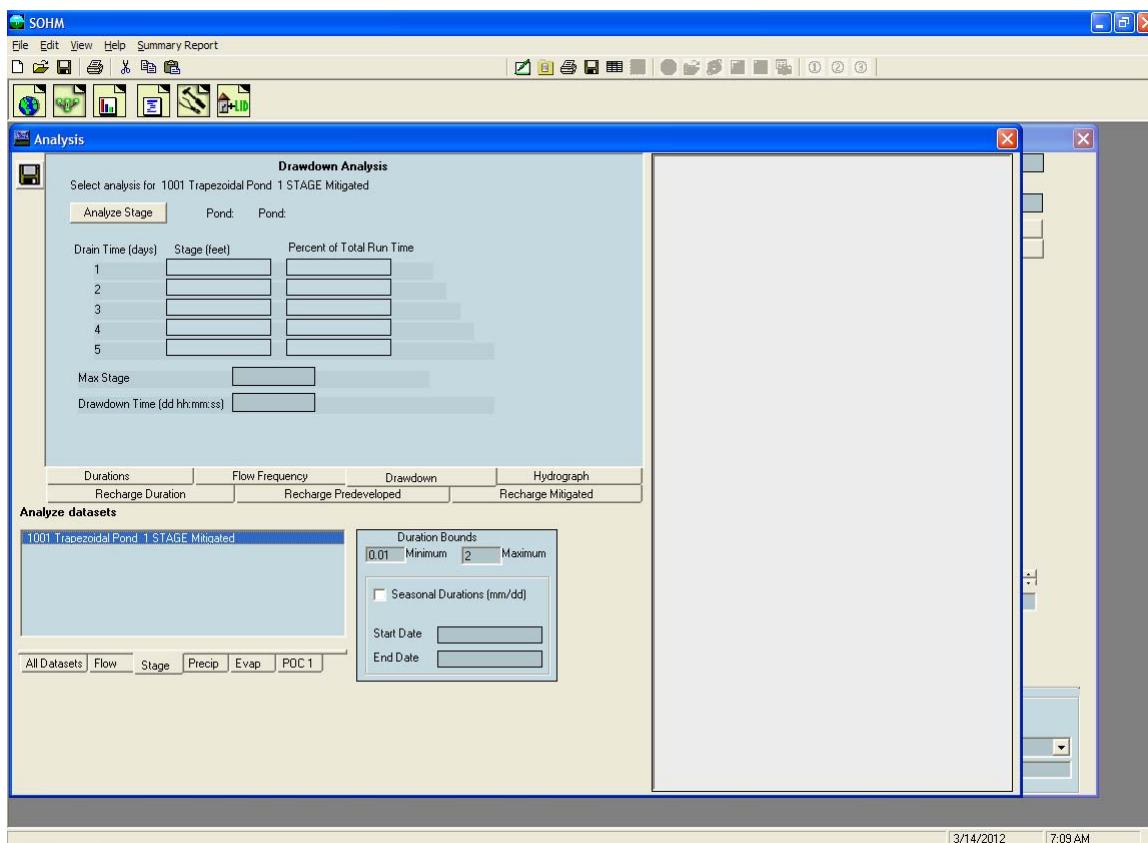 SOHM
File Edit View Help Summary Report
Analysis
Drawdown Analysis
Select analysis for 1001 Trapezoidal Pond 1 STAGE Mitigated
Analyze Stage Pond: Pond:
Drain Time (days) Stage (feet) Percent of Total Run Time
1
2
3
4
5
Max Stage
Drawdown Time (dd hh:mm:ss)
Durations Flow Frequency Drawdown Hydrograph
Recharge Duration Recharge Predeveloped Recharge Mitigated
Analyze datasets
1001 Trapezoidal Pond 1 STAGE Mitigated
Duration Bounds
0.01 Minimum 2 Maximum
Seasonal Durations (mm/dd)
Start Date
End Date
All Datasets Flow Stage Precip Evap POC 1
3/14/2012 7:09 AM